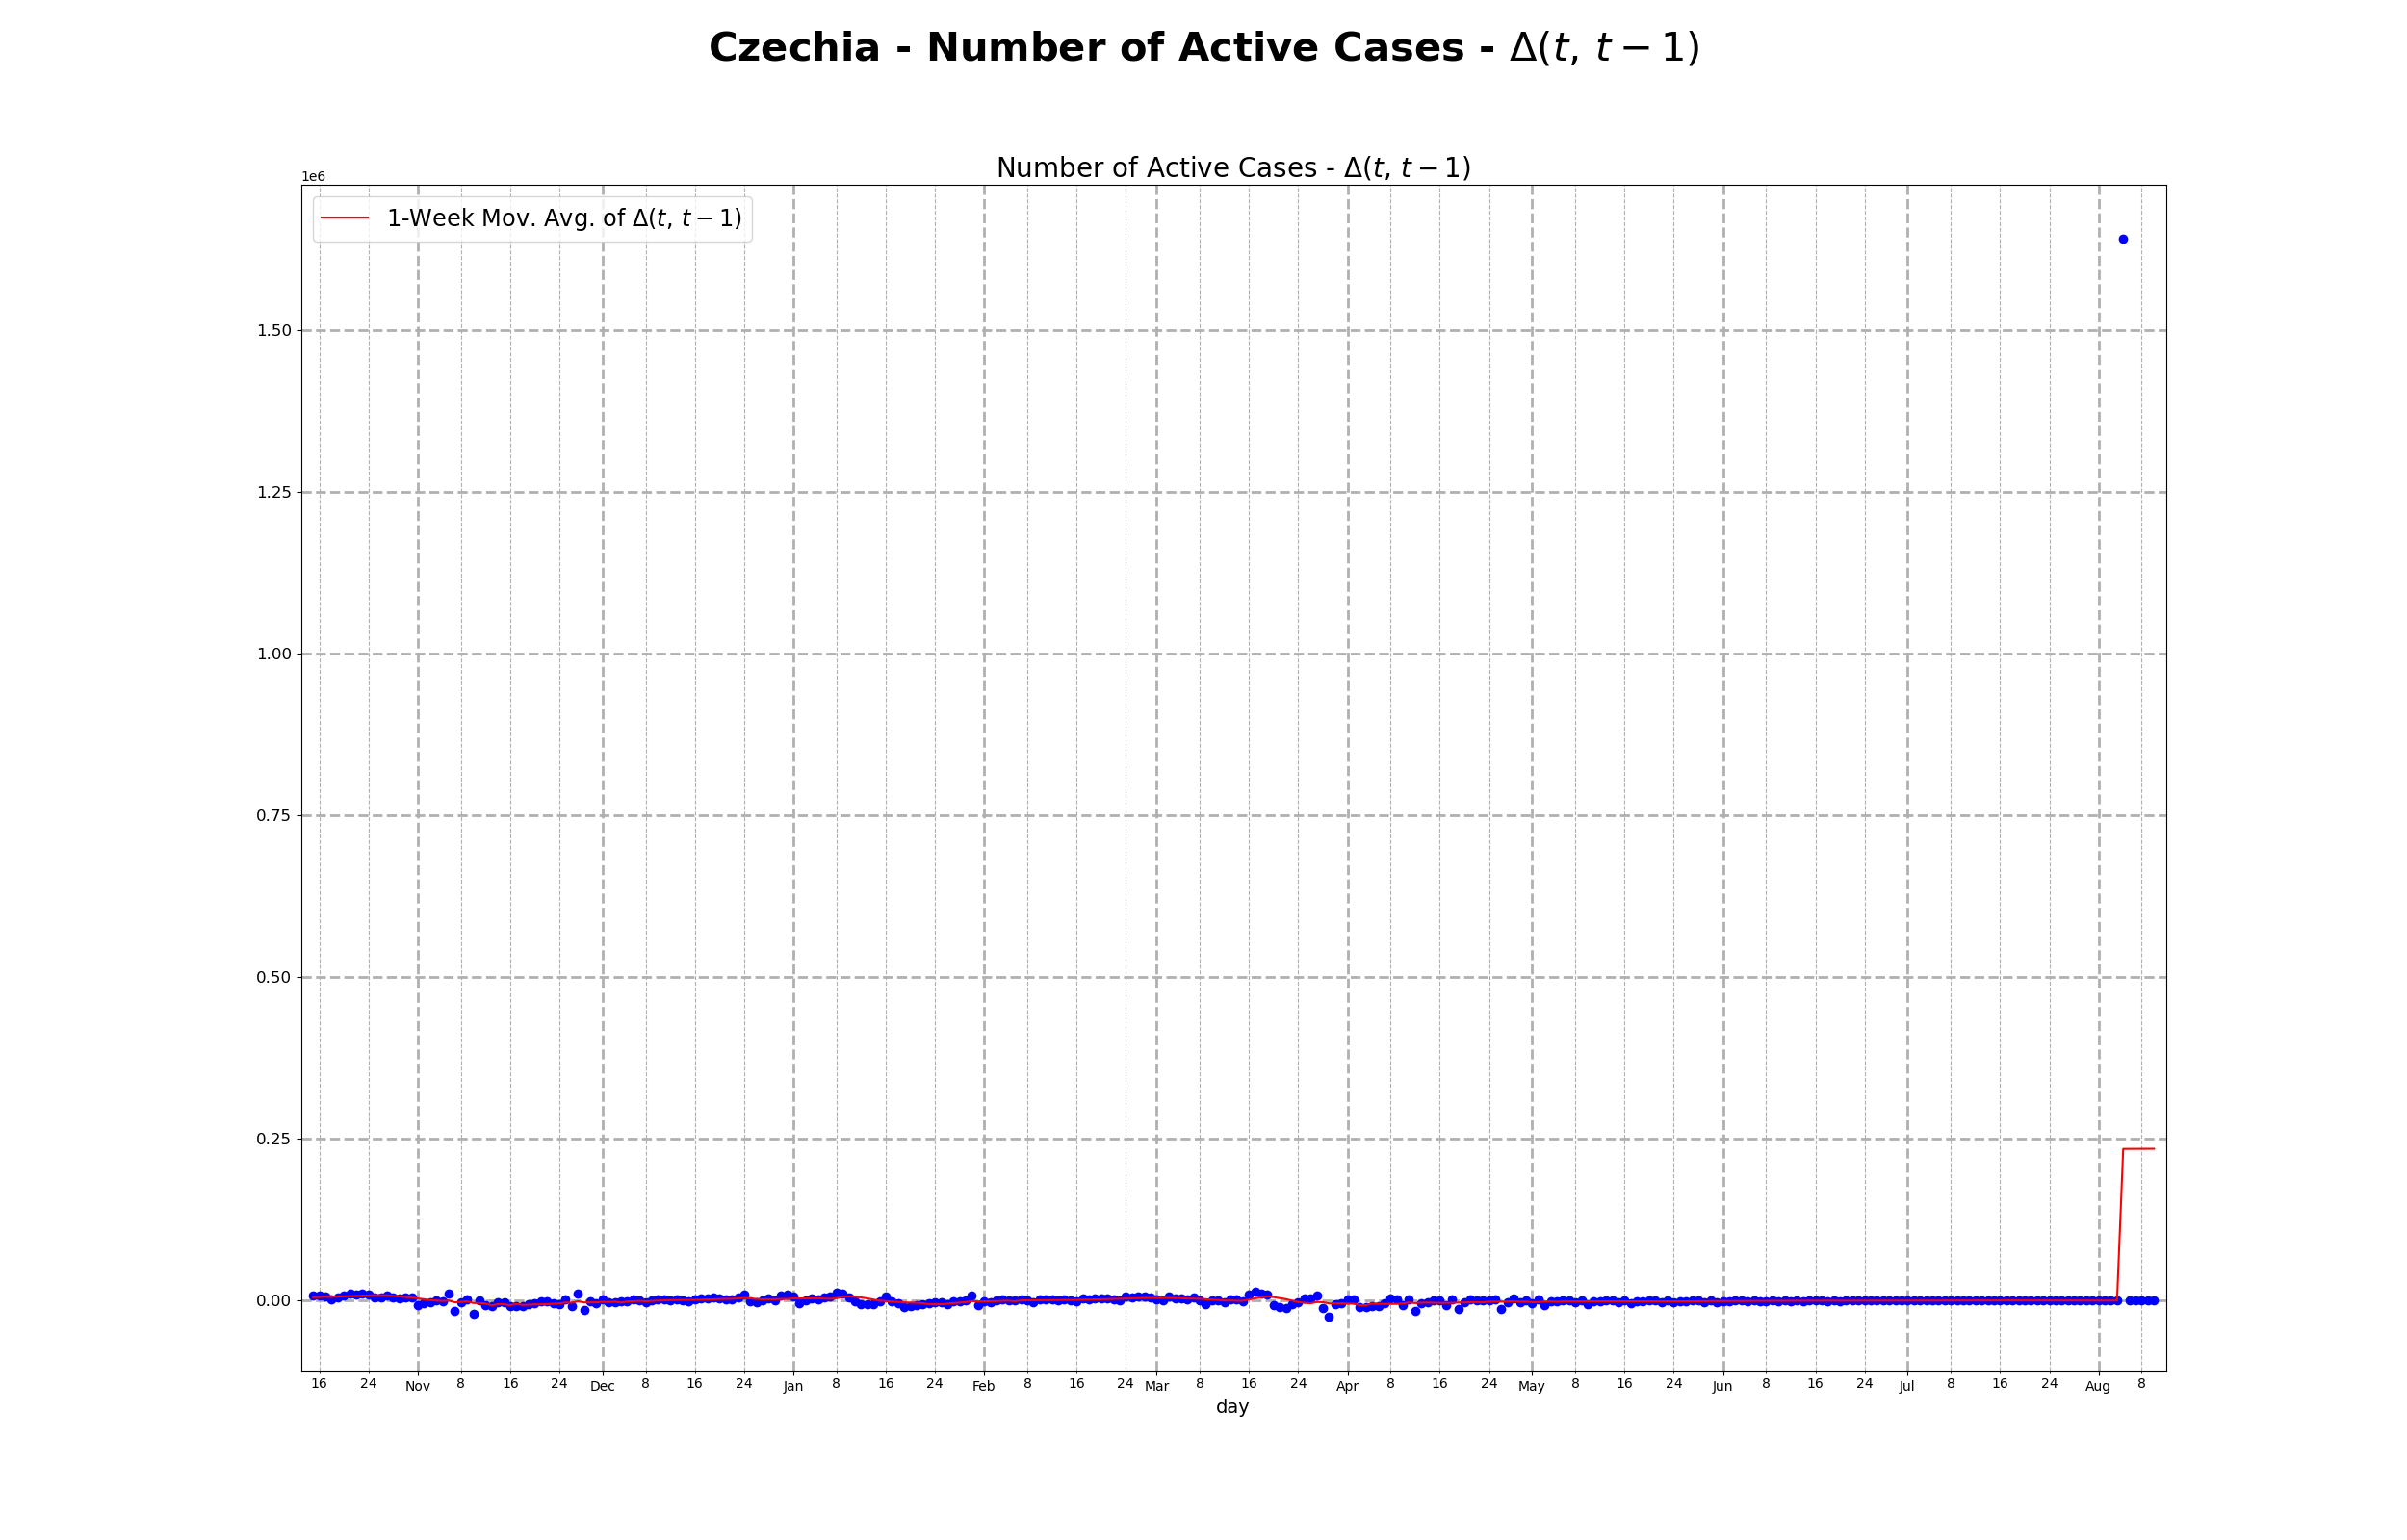 Czechia - Number of Active Cases - Δ(t, t − 1)
Number of Active Cases - Δ(t, t − 1)
1e6
1-Week Mov. Avg. of Δ(t, t − 1)
1.50
1.25
1.00
0.75
0.50
0.25
0.00
16 24 Nov 8 16 24 Dec 8 16 24 Jan 8 16 24 Feb 8 16 24 Mar 8 16 24 Apr 8 16 24 May 8 16 24 Jun 8 16 24 Jul 8 16 24 Aug 8
day